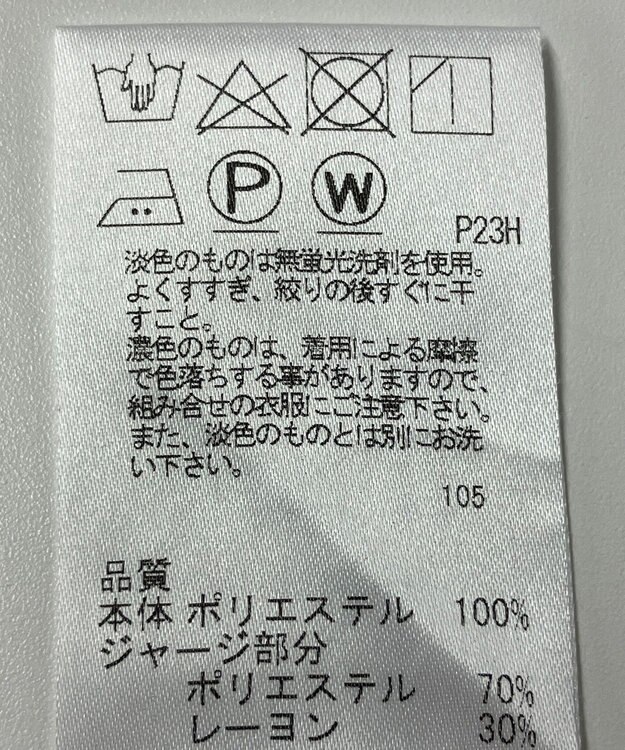 P W
P23H
淡色のものは無蛍光洗剤を使用。
よくすすぎ、絞りの後すぐに干
すこと。
濃色のものは、着用による摩擦
で色落ちする事がありますので、
組み合せの衣服にご注意下さい。
また、淡色のものとは別にお洗
い下さい。
105
品質
本体 ポリエステル 100%
ジャージ部分
ポリエステル 70%
レーヨン 30%